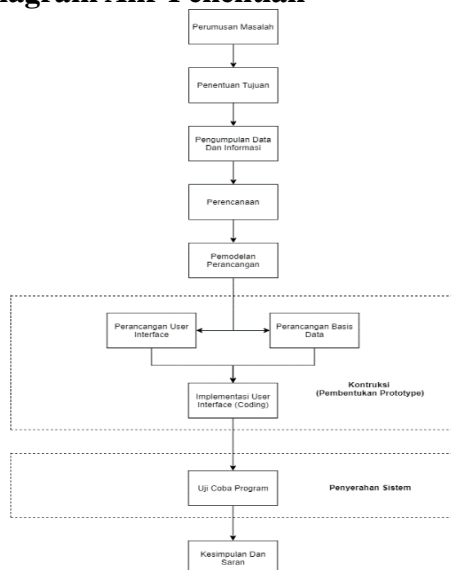 Perumusan Masalah
Penentuan Tujuan
Pengumpulan Data
Dan Informasi
Perencanaan
Pemodelan
Perancangan
Perancangan User
Interface
Perancangan Basis
Data
Kontruksi
(Pembentukan Prototype)
Implementasi User
Interface (Coding)
Uji Coba Program
Penyerahan Sistem
Kesimpulan Dan
Saran